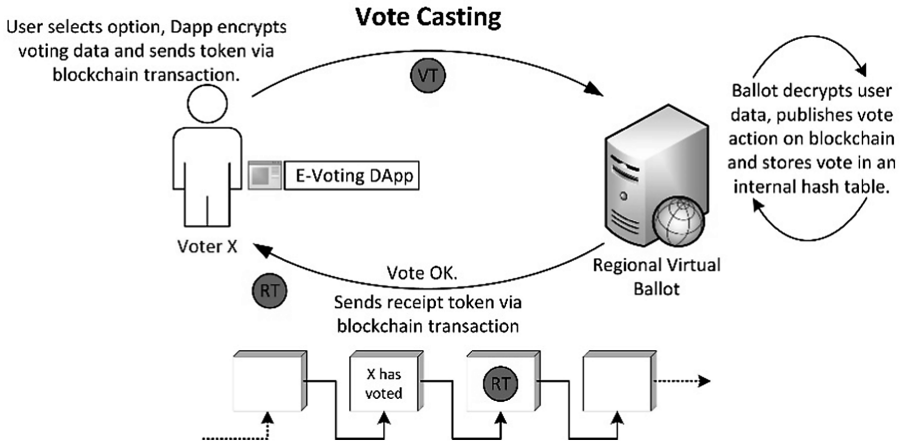 Vote Casting
User selects option, Dapp encrypts
voting data and sends token via
blockchain transaction.
VT
Ballot decrypts user
data, publishes vote
action on blockchain
and stores vote in an
internal hash table.
E-Voting DApp
Voter X
Regional Virtual
Ballot
RT
Vote OK.
Sends receipt token via
blockchain transaction
X has
voted
RT